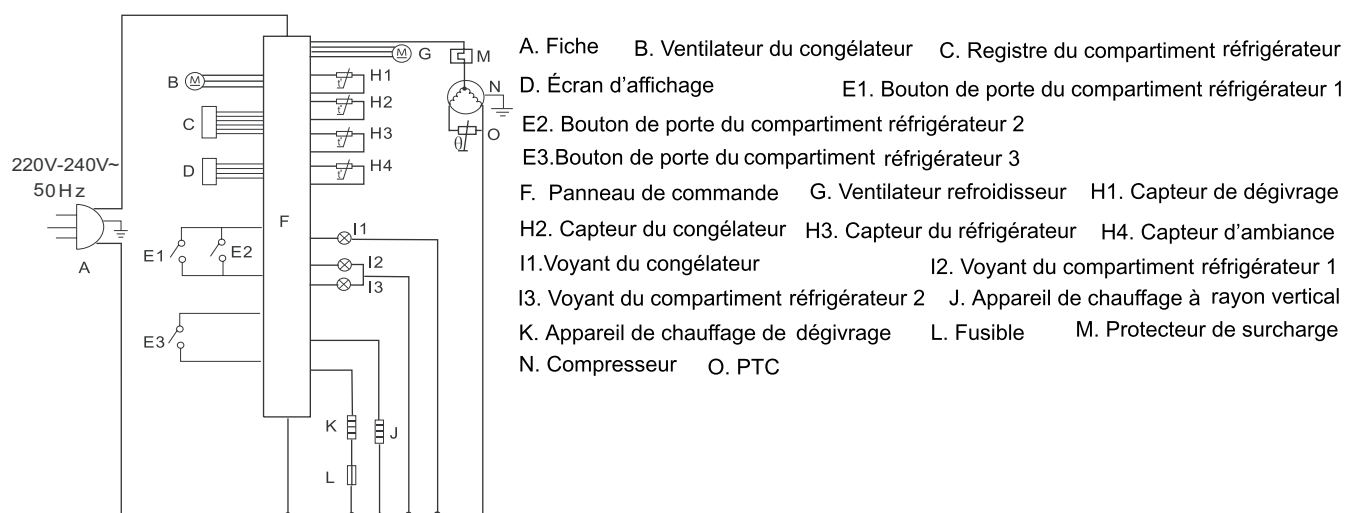 220V-240V~
50Hz
A
B
M
C
D
E1
E2
E3
F
M
G
H1
H2
H3
H4
I1
I2
I3
K
J
L
M
N
θ
O
A. Fiche B. Ventilateur du congélateur C. Registre du compartiment réfrigérateur
D. Écran d'affichage E1. Bouton de porte du compartiment réfrigérateur 1
E2. Bouton de porte du compartiment réfrigérateur 2
E3.Bouton de porte du compartiment réfrigérateur 3
F. Panneau de commande G. Ventilateur refroidisseur H1. Capteur de dégivrage
H2. Capteur du congélateur H3. Capteur du réfrigérateur H4. Capteur d'ambiance
I1.Voyant du congélateur I2. Voyant du compartiment réfrigérateur 1
I3. Voyant du compartiment réfrigérateur 2 J. Appareil de chauffage à rayon vertical
K. Appareil de chauffage de dégivrage L. Fusible M. Protecteur de surcharge
N. Compresseur O. PTC